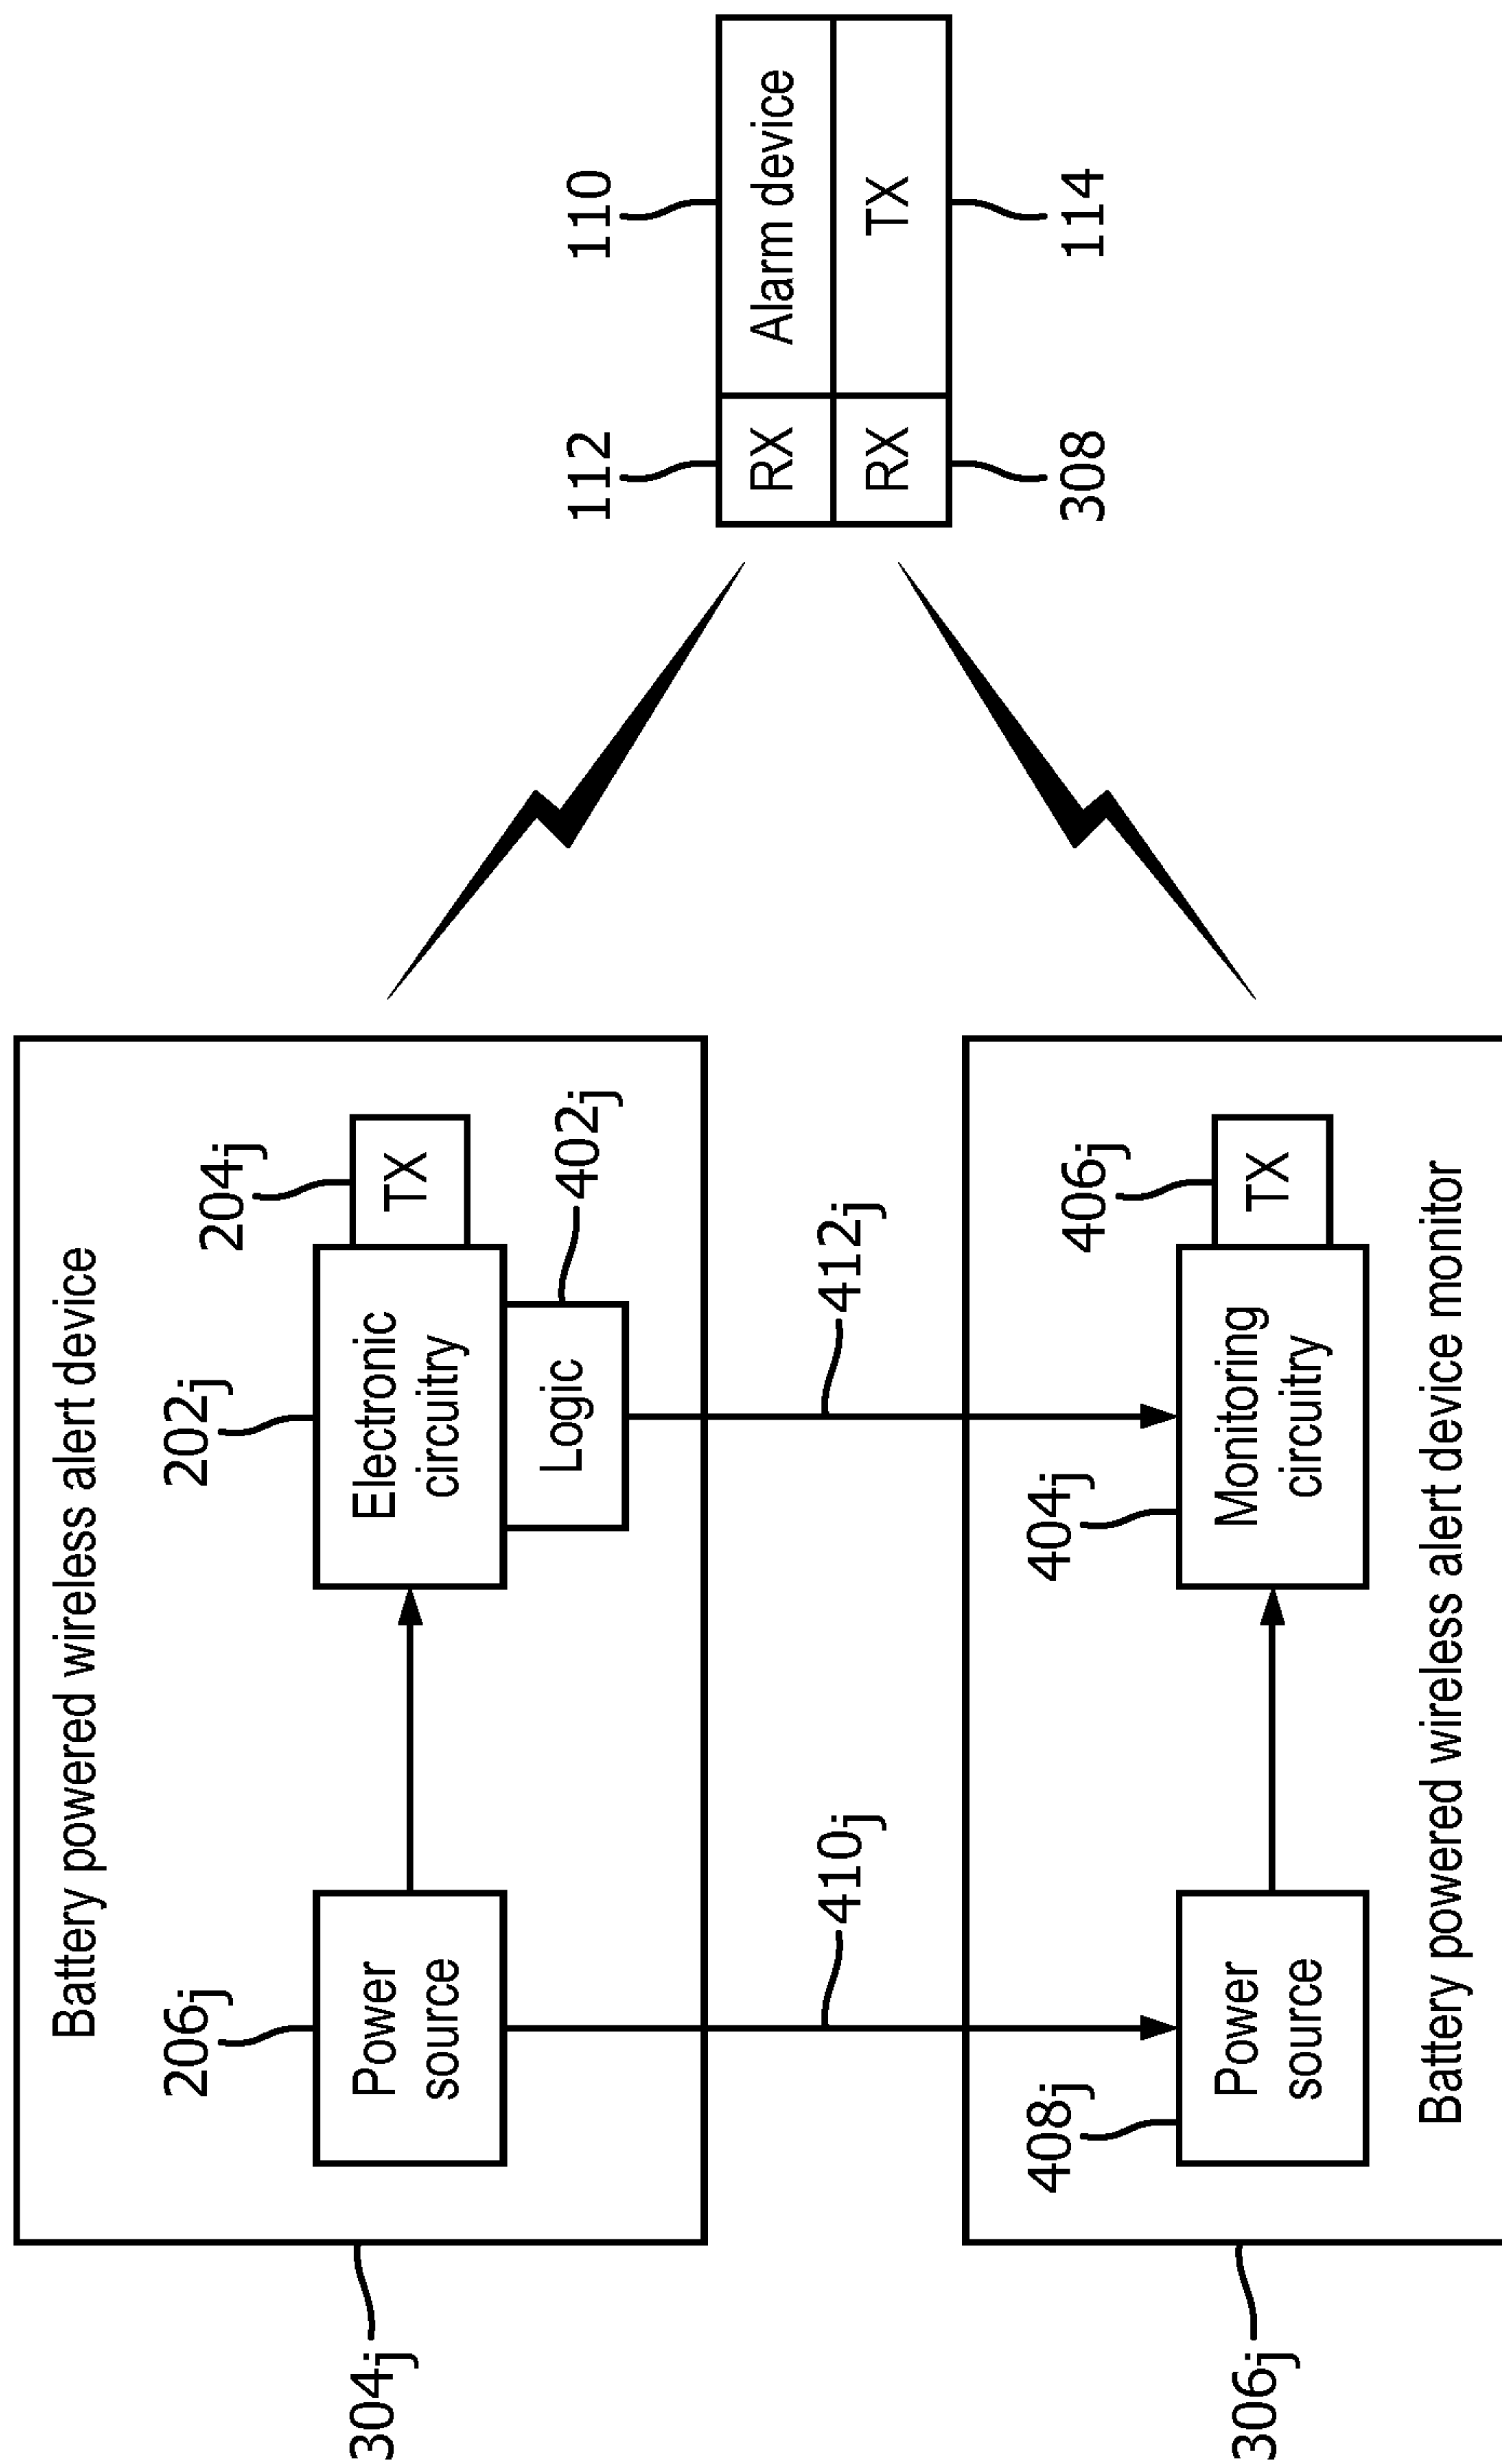 304j
Battery powered wireless alert device
206j
Power
source
202j
Electronic
circuitry
204j
TX
402j
Logic
410j
412j
306j
408j
Power
source
404j
Monitoring
circuitry
406j
TX
Battery powered wireless alert device monitor
112
110
RX
Alarm device
RX
TX
308
114